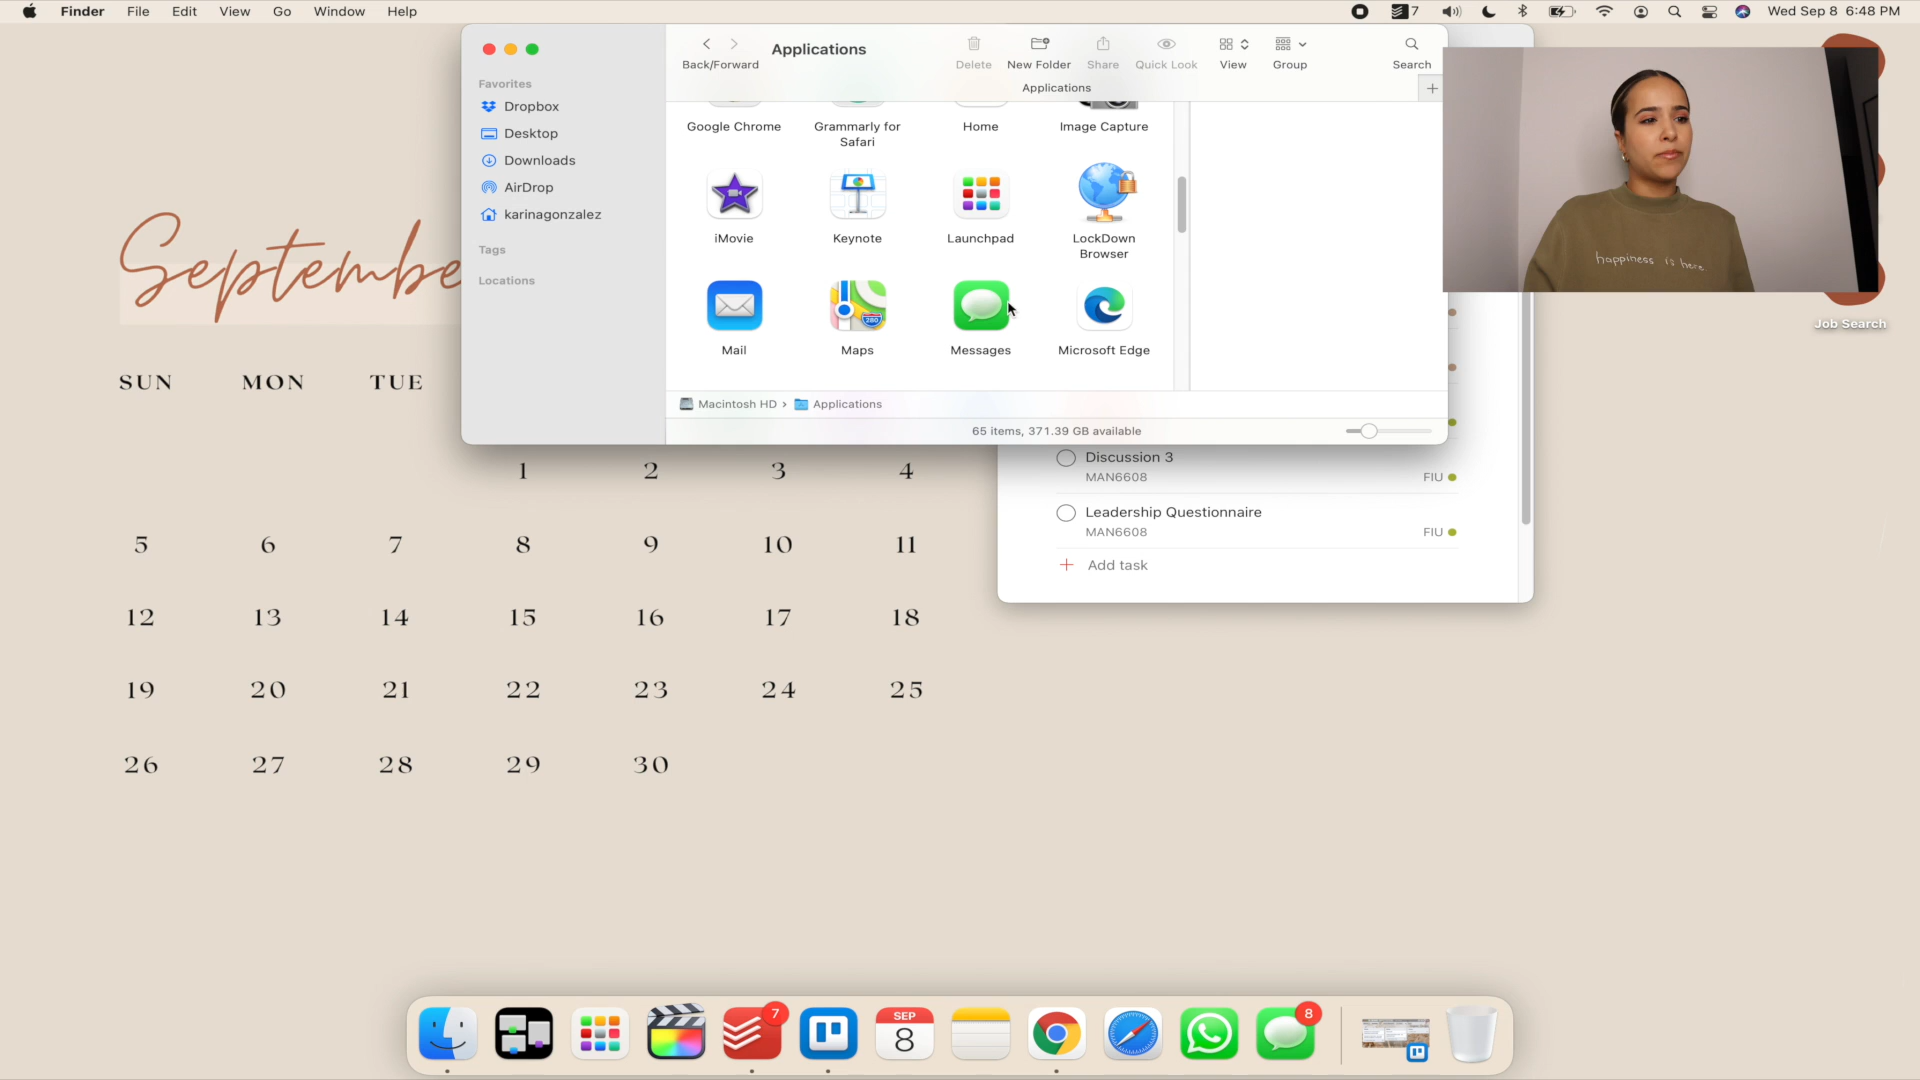 Finder File Edit View Go Window Help 7 Wed Sep 8 6:48 PM
Back/Forward
Applications
Delete
New Folder
Share
Quick Look
View
Group
Search
Applications
Favorites
Dropbox
Desktop
Downloads
AirDrop
karinagonzalez
Tags
Locations
Google Chrome
Grammarly for
Safari
Home
Image Capture
iMovie
Keynote
Launchpad
LockDown
Browser
Mail
Maps
280
Messages
Microsoft Edge
Macintosh HD › Applications
65 items, 371.39 GB available
happiness is here.
Job Search
Discussion 3
MAN6608
FIU
Leadership Questionnaire
MAN6608
FIU
Add task
Septembe
SUN MON TUE
1 2 3 4
5 6 7 8 9 10 11
12 13 14 15 16 17 18
19 20 21 22 23 24 25
26 27 28 29 30
7
SEP
8
8